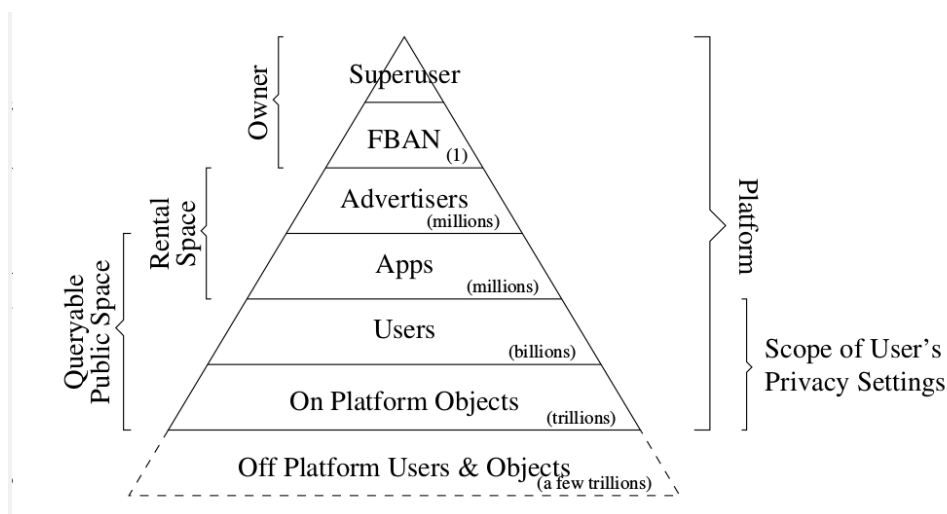 Superuser
FBAN
(1)
Advertisers
(millions)
Apps
(millions)
Users
(billions)
On Platform Objects
(trillions)
Off Platform Users & Objects
(a few trillions)
Owner
Rental
Space
Queryable
Public Space
Platform
Scope of User's
Privacy Settings